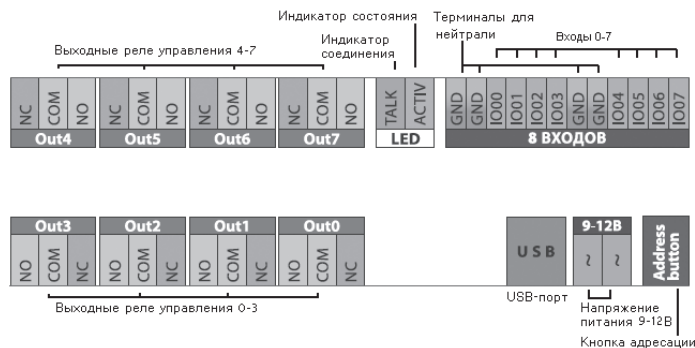 Индикатор состояния
Терминалы для нейтрали
Входы 0-7
Выходные реле управления 4-7
Индикатор соединения
NC COM NO NC COM NO NC COM NO NC COM NO TALK ACTIV GND GND IO00 IO01 IO02 IO03 GND GND IO04 IO05 IO06 IO07
Out4 Out5 Out6 Out7 LED 8 ВХОДОВ
Out3 Out2 Out1 Out0 9-12В
NO COM NC NO COM NC NO COM NC NO COM NC USB ~ ~ Address button
USB-порт
Выходные реле управления 0-3
Напряжение
питания 9-12В
Кнопка адресации